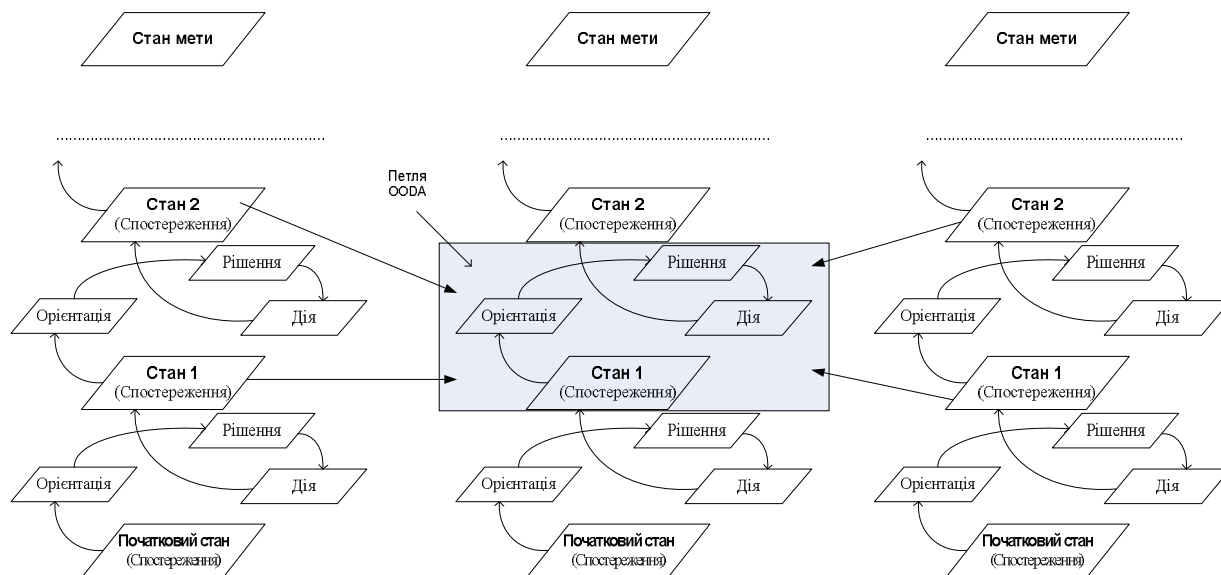 Стан мети
Стан мети
Стан мети
Петля
OODA
Стан 2
(Спостереження)
Рішення
Орієнтація
Дія
Стан 1
(Спостереження)
Рішення
Орієнтація
Дія
Початковий стан
(Спостереження)
Стан 2
(Спостереження)
Рішення
Орієнтація
Дія
Стан 1
(Спостереження)
Рішення
Орієнтація
Дія
Початковий стан
(Спостереження)
Стан 2
(Спостереження)
Рішення
Орієнтація
Дія
Стан 1
(Спостереження)
Рішення
Орієнтація
Дія
Початковий стан
(Спостереження)